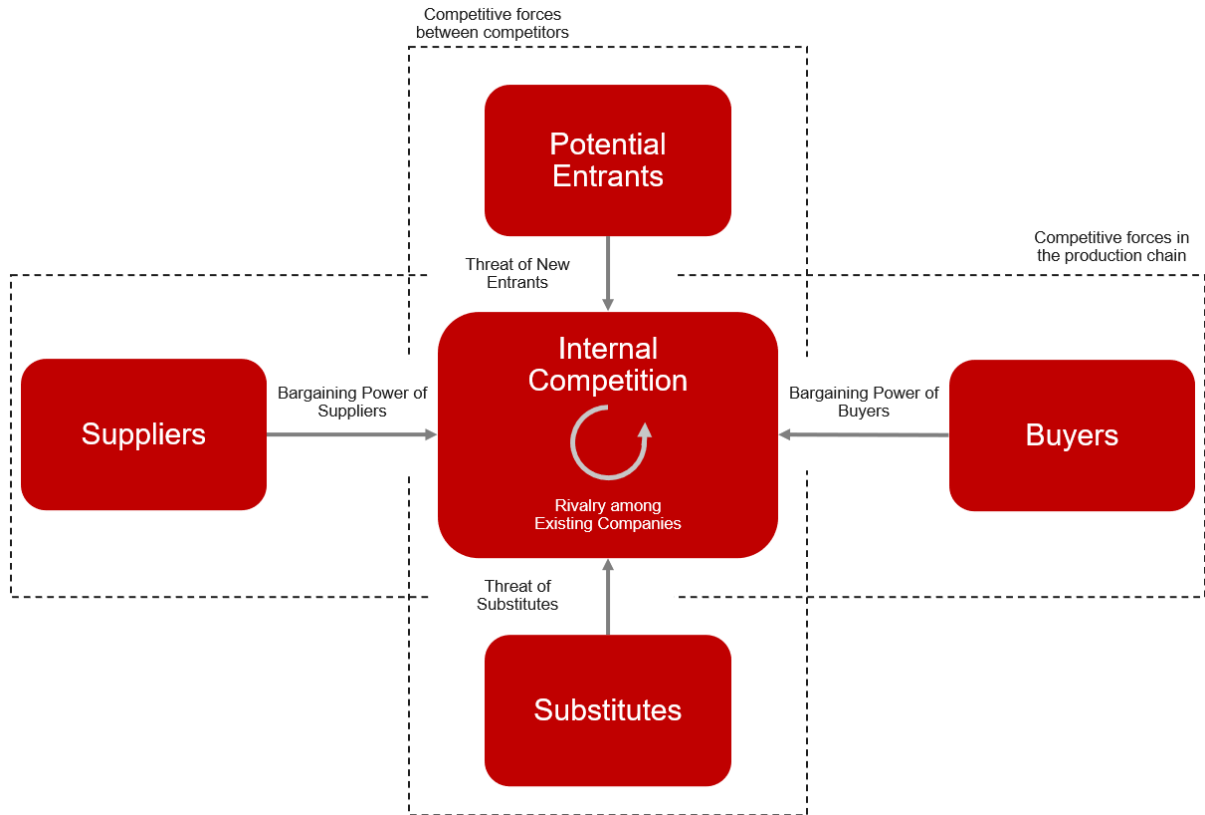 Competitive forces
between competitors
Potential
Entrants
Competitive forces in
the production chain
Threat of New
Entrants
Internal
Competition
Bargaining Power of
Suppliers
Bargaining Power of
Buyers
Suppliers
Buyers
Rivalry among
Existing Companies
Threat of
Substitutes
Substitutes